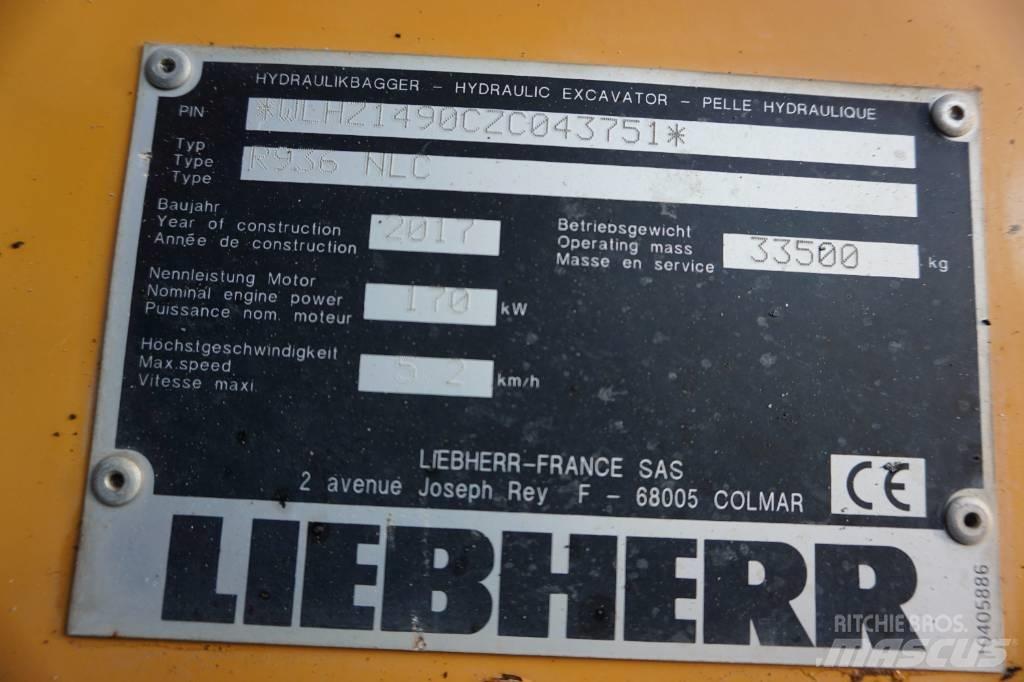 HYDRAULIKBAGGER - HYDRAULIC EXCAVATOR - PELLE HYDRAULIQUE
PIN *WLHZ1490CZC043751*
Typ
Type R936 NLC
Type
Baujahr
Year of construction 2017
Année de construction
Betriebsgewicht
Operating mass 33500 kg
Masse en service
Nennleistung Motor
Nominal engine power 170 kW
Puissance nom. moteur
Höchstgeschwindigkeit
Max.speed 5.2 km/h
Vitesse maxi.
LIEBHERR-FRANCE SAS
2 avenue Joseph Rey F - 68005 COLMAR
CE
LIEBHERR
10405886
RITCHIE BROS.
MASCUS